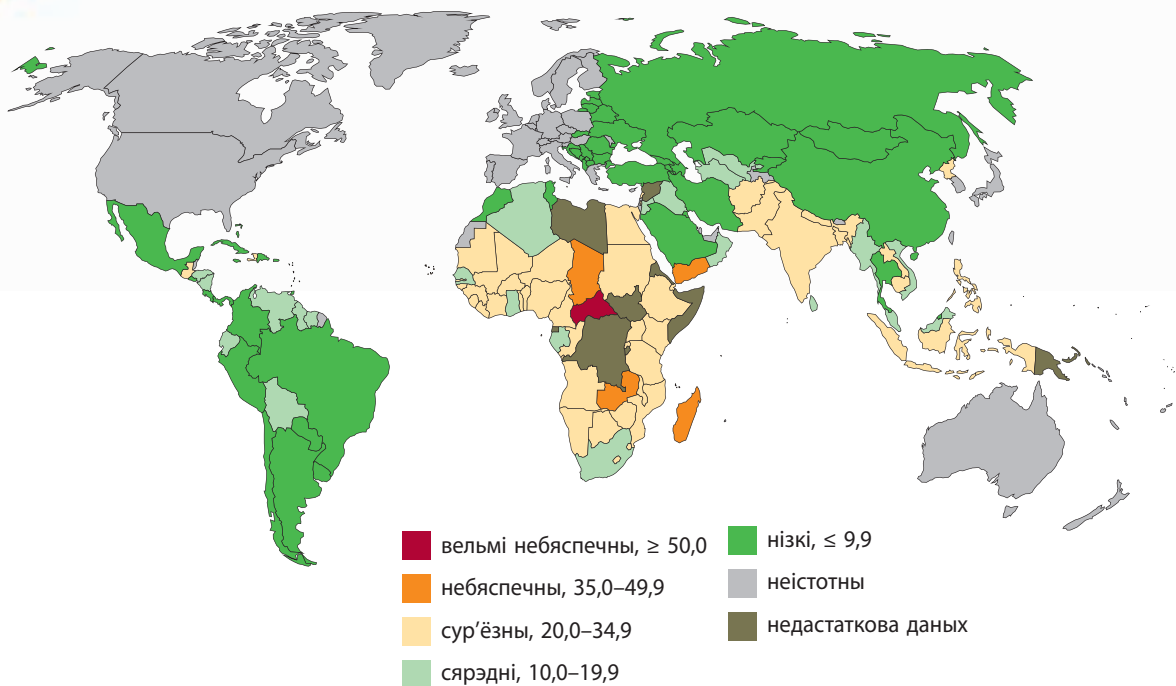 вельмі небяспечны, ≥ 50,0
небяспечны, 35,0–49,9
сур’ёзны, 20,0–34,9
сярэдні, 10,0–19,9
нізкі, ≤ 9,9
неістотны
недастаткова даных